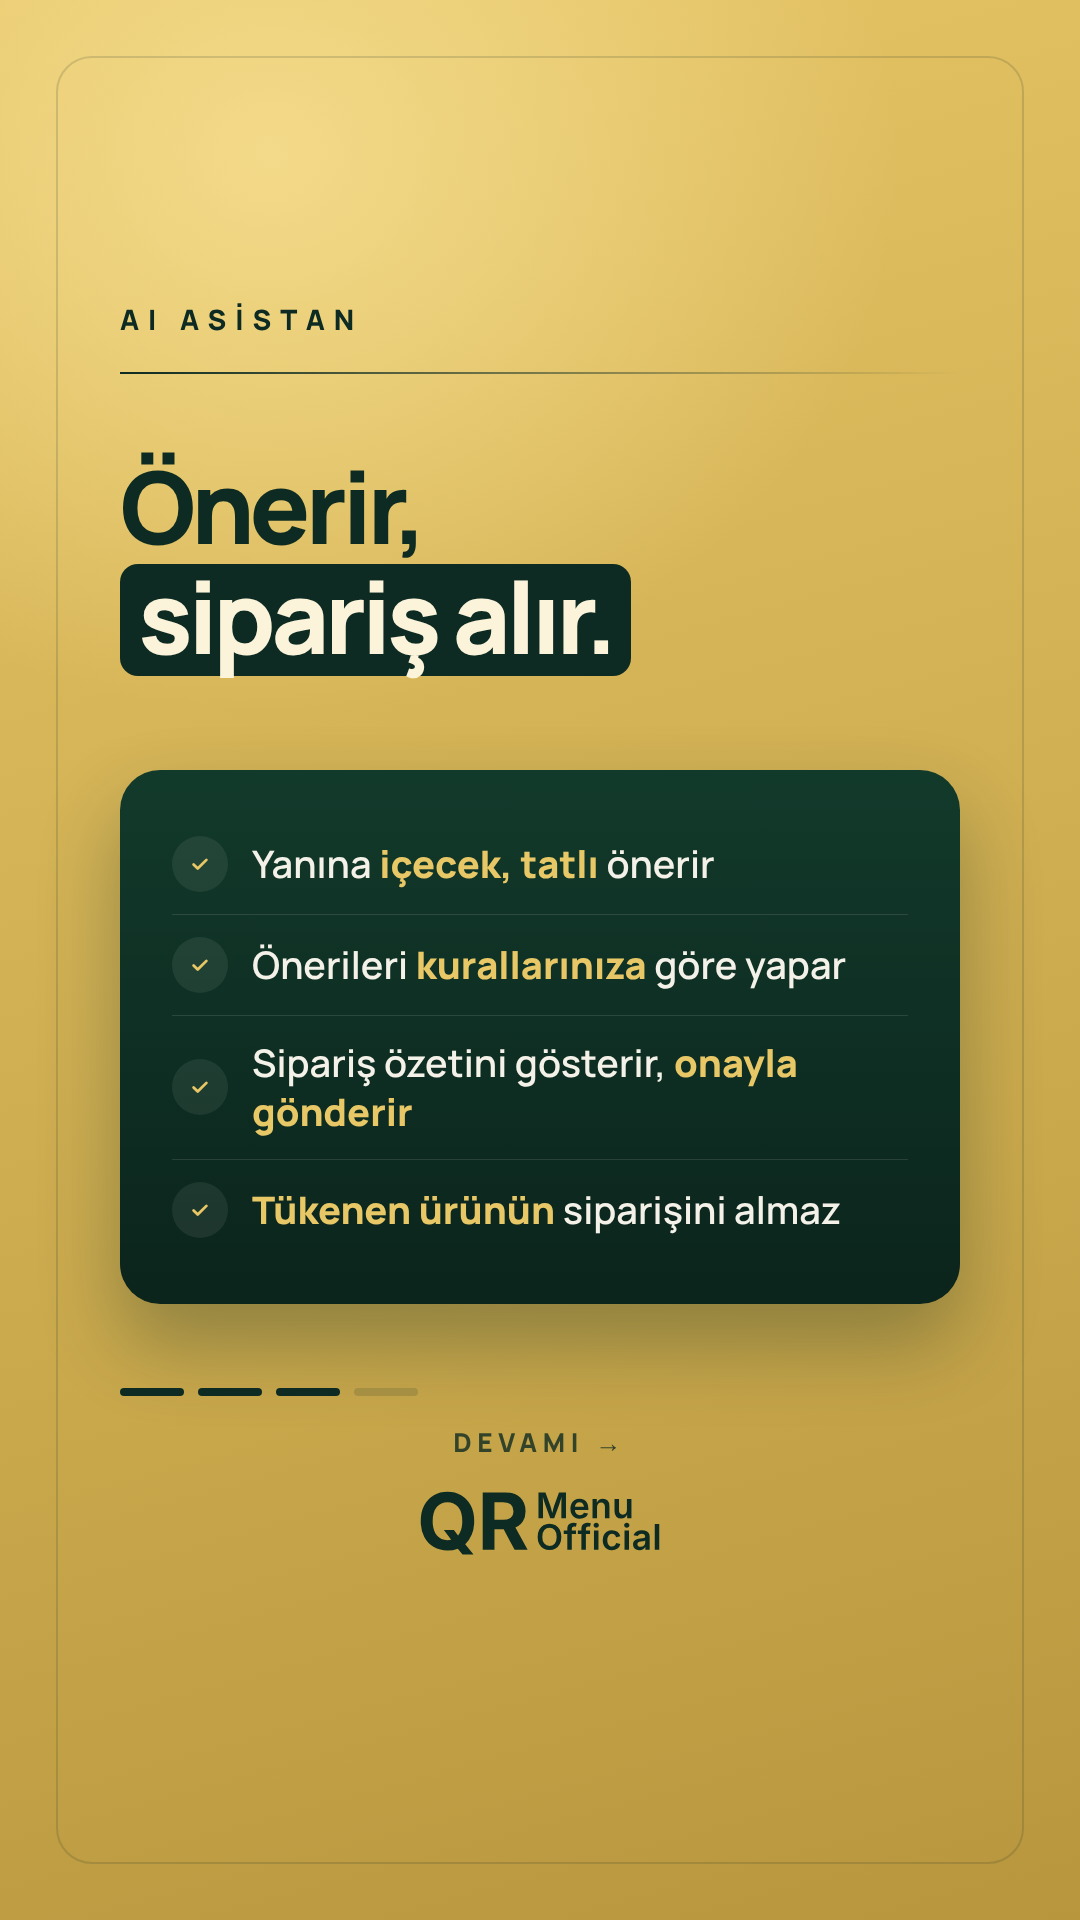 AI ASİSTAN
Önerir,
sipariş alır.
Yanına içecek, tatlı önerir
Önerileri kurallarınıza göre yapar
Sipariş özetini gösterir, onayla
gönderir
Tükenen ürünün siparişini almaz
DEVAMI →
QR Menu
Official